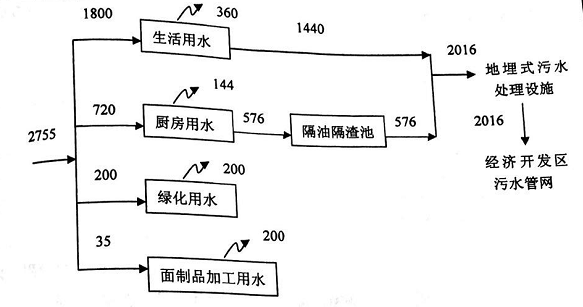 1800
360
生活用水
1440
2016
地埋式污水
处理设施
144
720
厨房用水
576
隔油隔渣池
576
2755
2016
经济开发区
污水管网
200
200
绿化用水
35
200
面制品加工用水